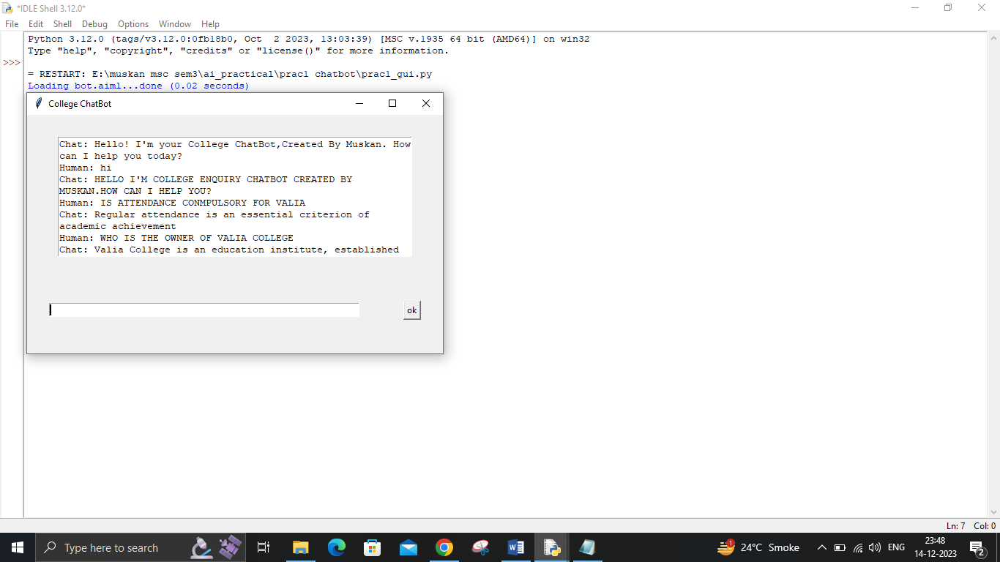 *IDLE Shell 3.12.0*
File Edit Shell Debug Options Window Help
Python 3.12.0 (tags/v3.12.0:0fb18b0, Oct  2 2023, 13:03:39) [MSC v.1935 64 bit (AMD64)] on win32
Type "help", "copyright", "credits" or "license()" for more information.
>>>
= RESTART: E:\muskan msc sem3\ai_practical\prac1 chatbot\prac1_gui.py
Loading bot.aiml...done (0.02 seconds)
College ChatBot
Chat: Hello! I'm your College ChatBot,Created By Muskan. How
can I help you today?
Human: hi
Chat: HELLO I'M COLLEGE ENQUIRY CHATBOT CREATED BY
MUSKAN.HOW CAN I HELP YOU?
Human: IS ATTENDANCE CONMPULSORY FOR VALIA
Chat: Regular attendance is an essential criterion of
academic achievement
Human: WHO IS THE OWNER OF VALIA COLLEGE
Chat: Valia College is an education institute, established
ok
Ln: 7 Col: 0
Type here to search
1
24°C Smoke
ENG
23:48
14-12-2023
2